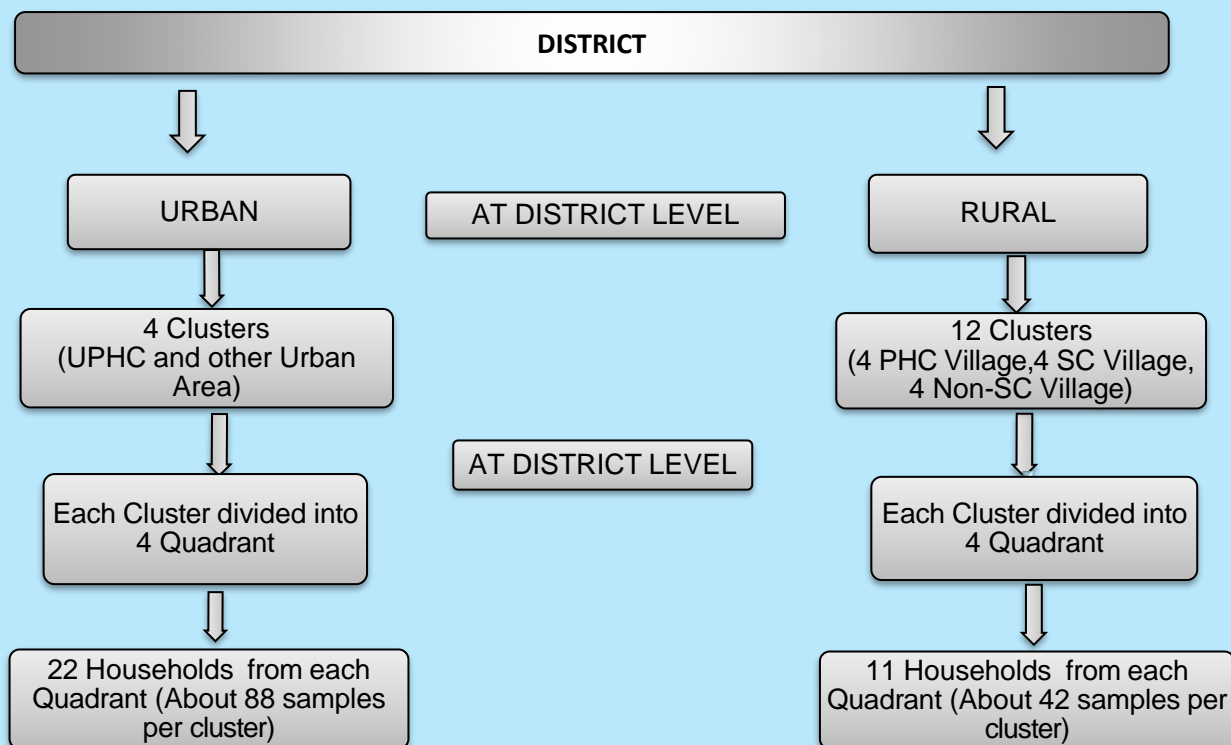 DISTRICT
URBAN
AT DISTRICT LEVEL
RURAL
4 Clusters
(UPHC and other Urban
Area)
12 Clusters
(4 PHC Village,4 SC Village,
4 Non-SC Village)
AT DISTRICT LEVEL
Each Cluster divided into
4 Quadrant
Each Cluster divided into
4 Quadrant
22 Households from each
Quadrant (About 88 samples
per cluster)
11 Households from each
Quadrant (About 42 samples per
cluster)